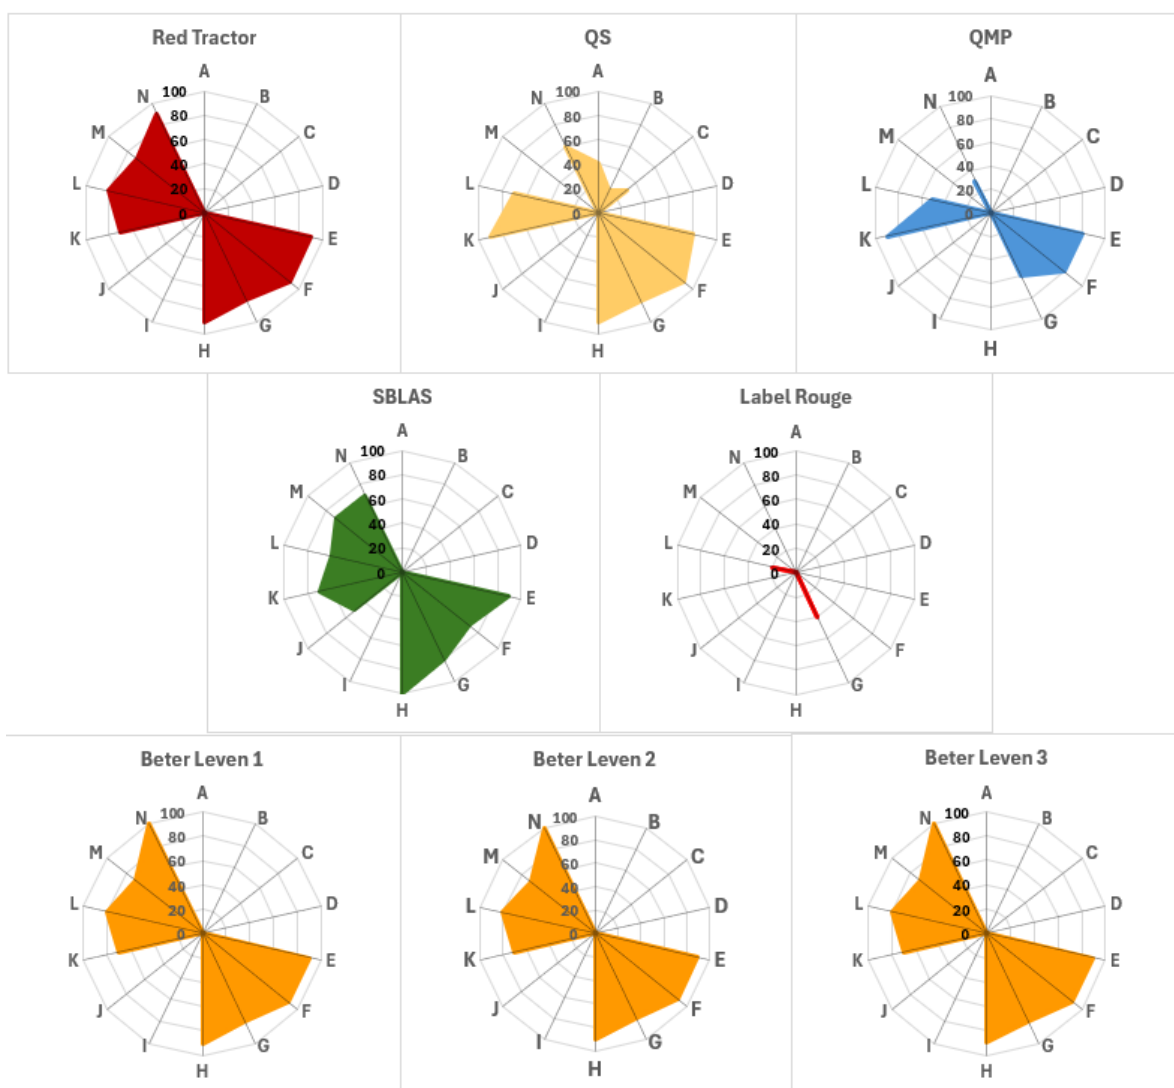 Red Tractor
A
B
C
D
E
F
G
H
I
J
K
L
M
N
100
80
60
40
20
0
QS
A
B
C
D
E
F
G
H
I
J
K
L
M
N
100
80
60
40
20
0
QMP
A
B
C
D
E
F
G
H
I
J
K
L
M
N
100
80
60
40
20
0
SBLAS
A
B
C
D
E
F
G
H
I
J
K
L
M
N
100
80
60
40
20
0
Label Rouge
A
B
C
D
E
F
G
H
I
J
K
L
M
N
100
80
60
40
20
0
Beter Leven 1
A
B
C
D
E
F
G
H
I
J
K
L
M
N
100
80
60
40
20
0
Beter Leven 2
A
B
C
D
E
F
G
H
I
J
K
L
M
N
100
80
60
40
20
0
Beter Leven 3
A
B
C
D
E
F
G
H
I
J
K
L
M
N
100
80
60
40
20
0